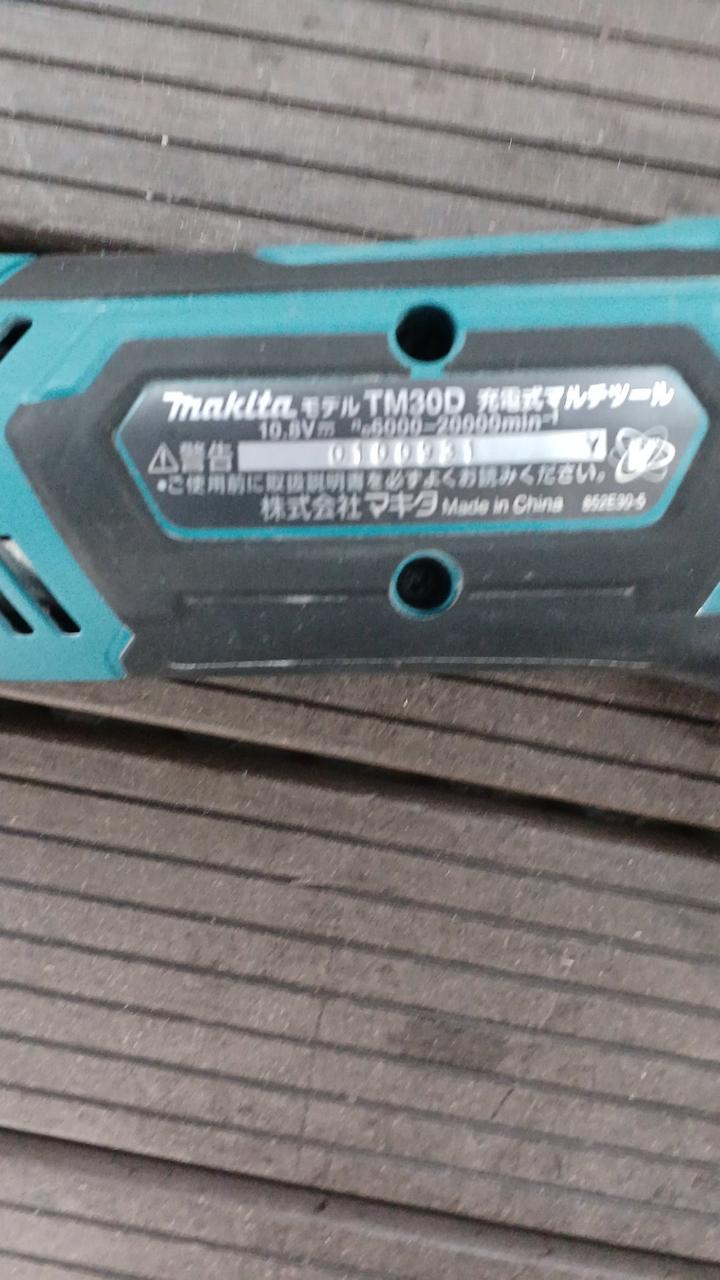 makita モデル TM30D 充電式マルチツール
10.8V⎓ n₀6000-20000min⁻¹
⚠警告 0100931 Y
•ご使用前に取扱説明書を必ずよくお読みください。
株式会社マキタ Made in China 852E30-5